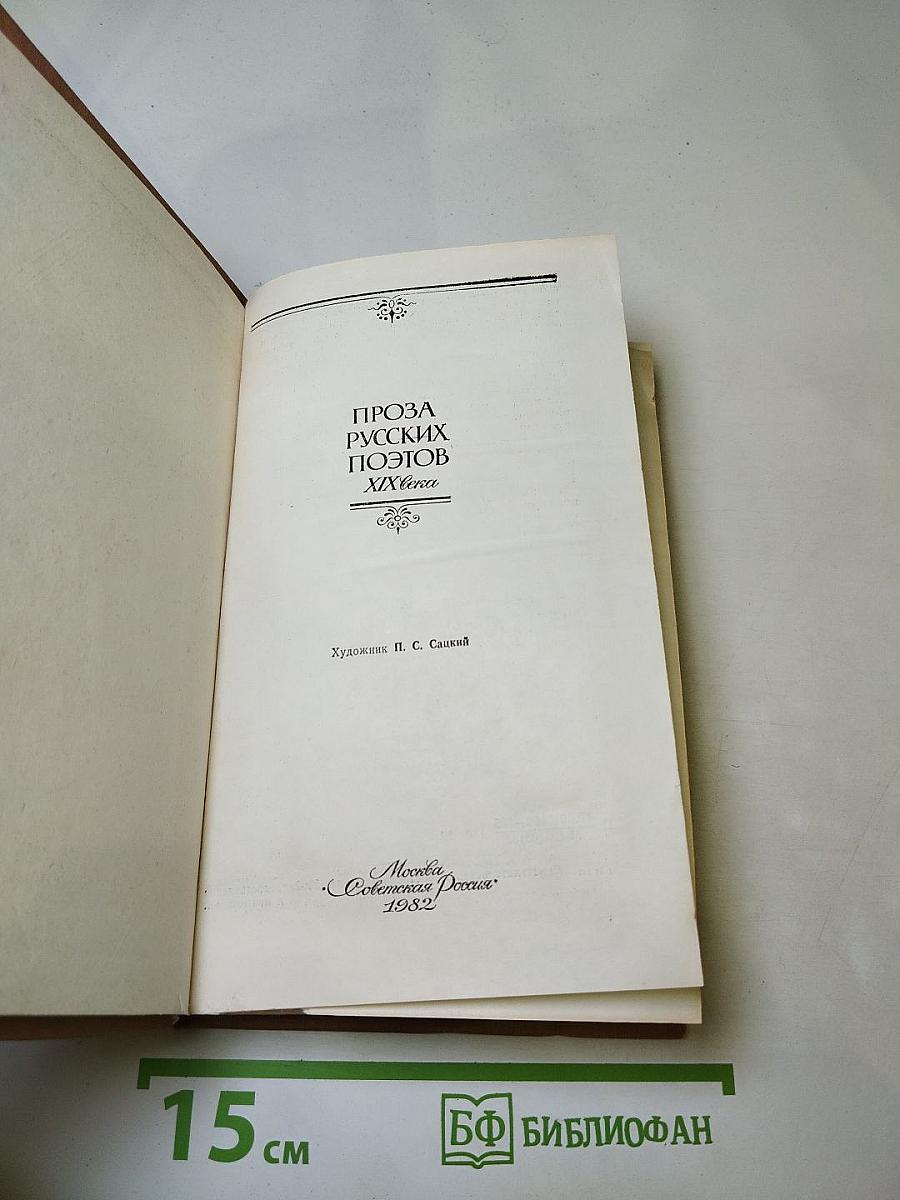 ПРОЗА
РУССКИХ
ПОЭТОВ
XIX века
Художник П. С. Сацкий
Москва
"Советская Россия"
1982
15 см
БФ БИБЛИОФАН